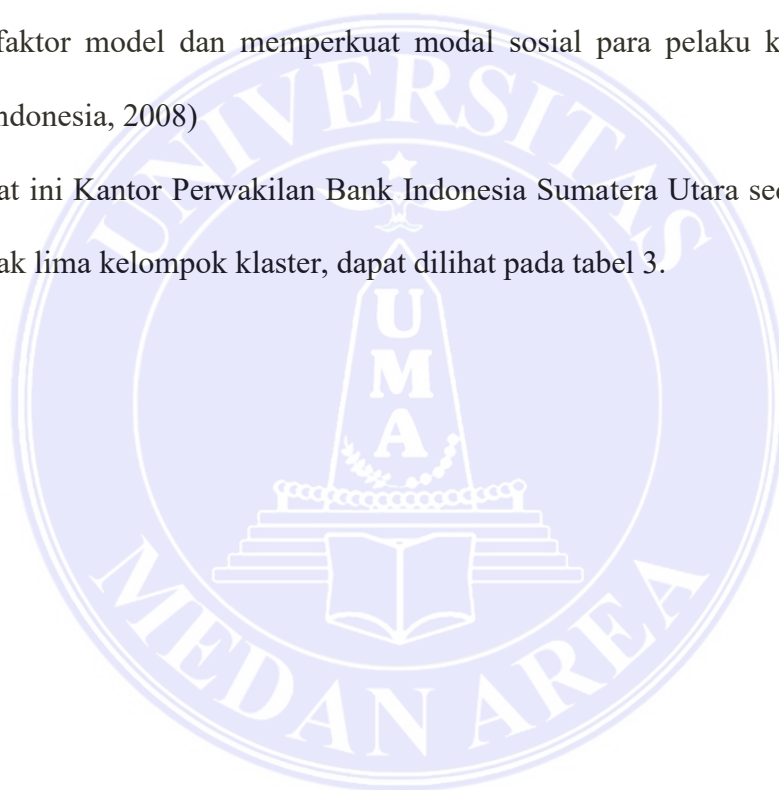 faktor model dan memperkuat modal sosial para pelaku k
ndonesia, 2008)
at ini Kantor Perwakilan Bank Indonesia Sumatera Utara se
ak lima kelompok klaster, dapat dilihat pada tabel 3.
UNIVERSITAS
UMA
MEDAN AREA